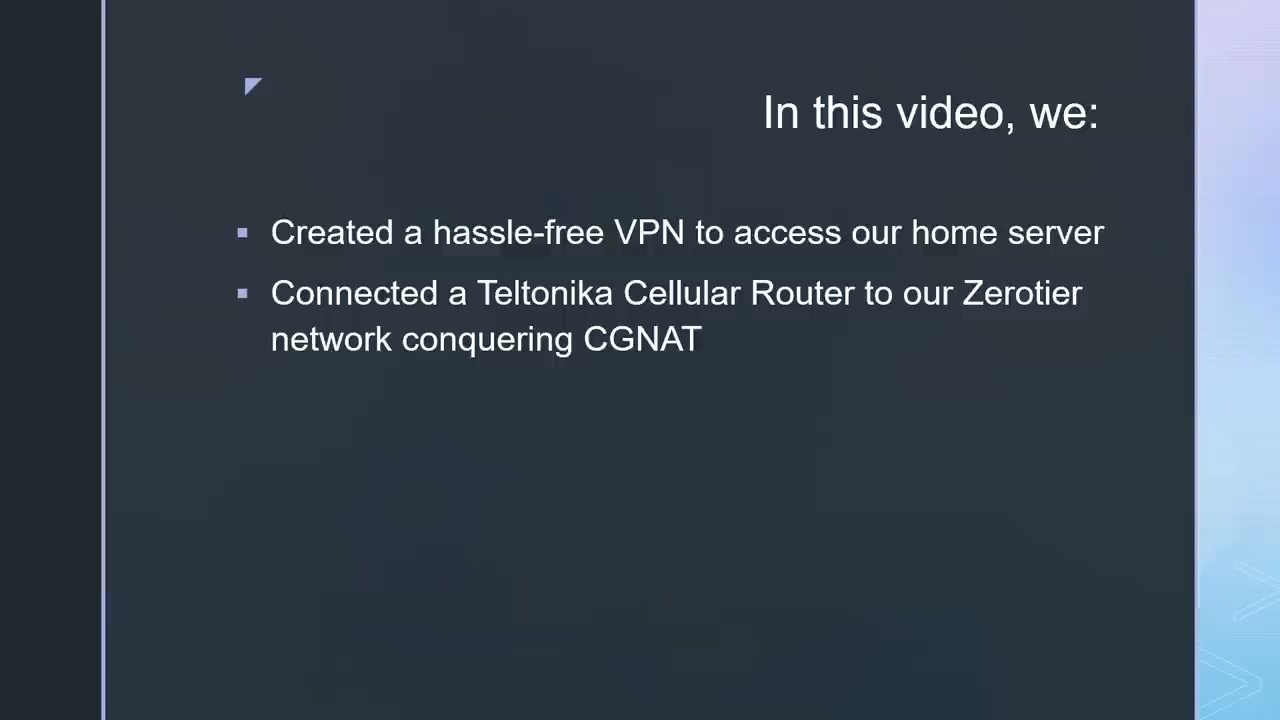 In this video, we:
Created a hassle-free VPN to access our home server
Connected a Teltonika Cellular Router to our Zerotier
network conquering CGNAT